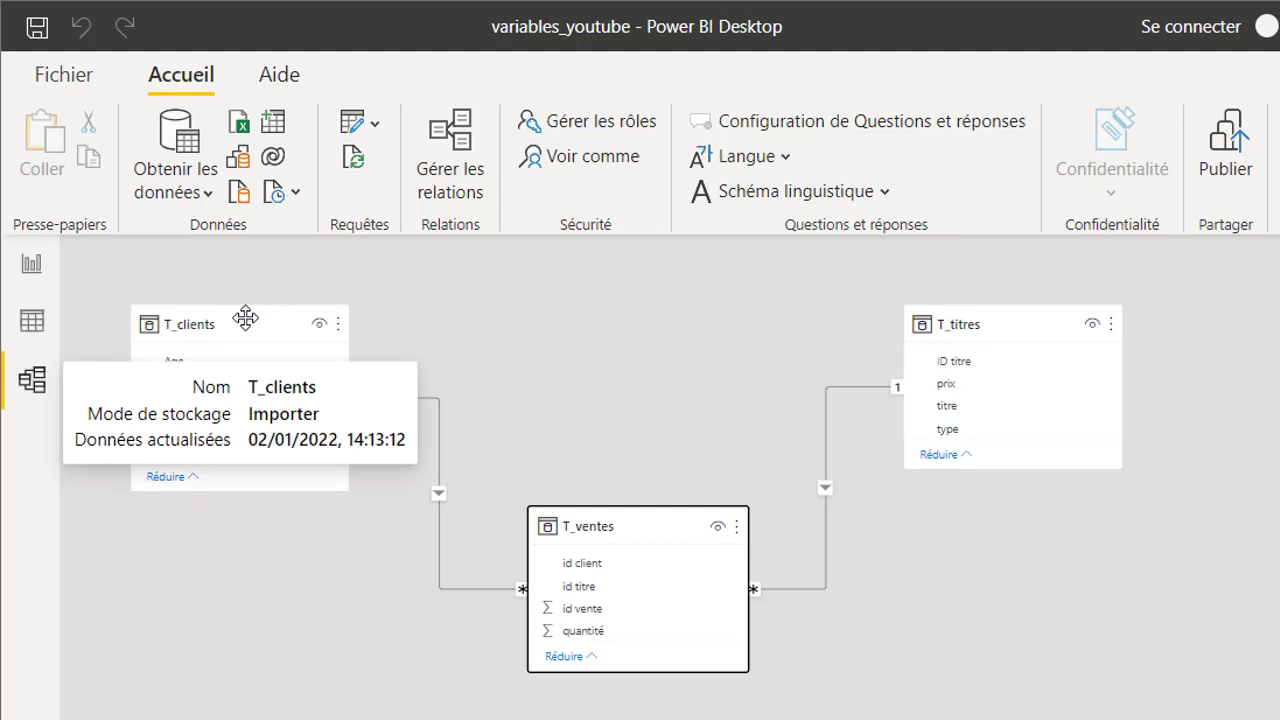 variables_youtube - Power BI Desktop
Se connecter
Fichier
Accueil
Aide
Coller
Presse-papiers
Obtenir les
données
Données
Requêtes
Gérer les
relations
Relations
Gérer les rôles
Voir comme
Sécurité
Configuration de Questions et réponses
Langue
Schéma linguistique
Questions et réponses
Confidentialité
Confidentialité
Publier
Partager
T_clients
Nom T_clients
Mode de stockage Importer
Données actualisées 02/01/2022, 14:13:12
Réduire
T_titres
ID titre
prix
titre
type
Réduire
1
T_ventes
id client
id titre
Σ id vente
Σ quantité
Réduire
*
*